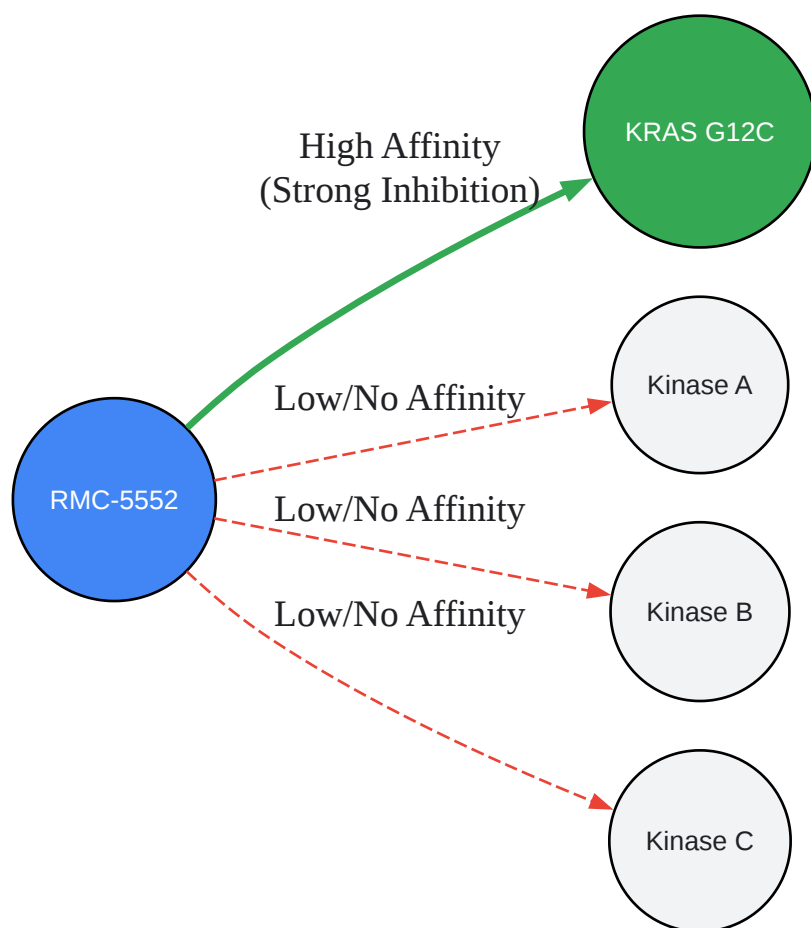 KRAS G12C
High Affinity
(Strong Inhibition)
Kinase A
Low/No Affinity
RMC-5552
Low/No Affinity
Kinase B
Low/No Affinity
Kinase C